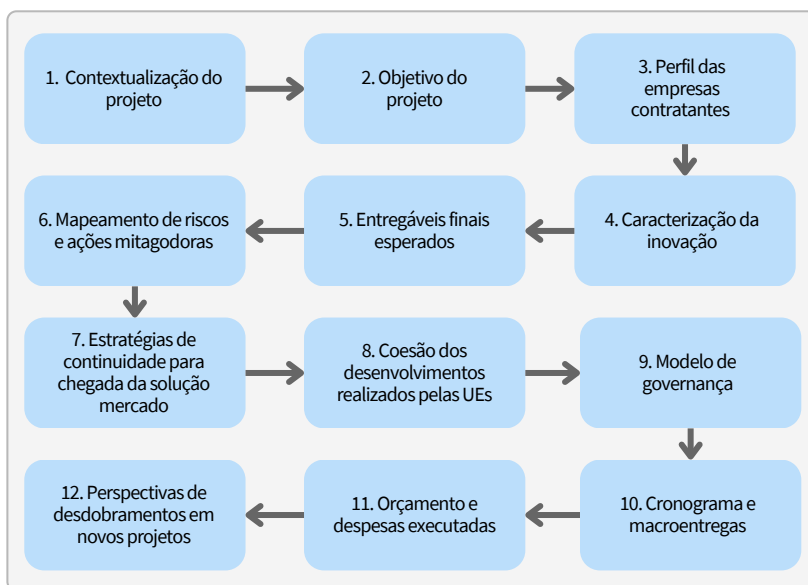 1. Contextualização do
projeto
2. Objetivo do
projeto
3. Perfil das
empresas
contratantes
4. Caracterização da
inovação
5. Entregáveis finais
esperados
6. Mapeamento de riscos
e ações mitagodoras
7. Estratégias de
continuidade para
chegada da solução
mercado
8. Coesão dos
desenvolvimentos
realizados pelas UEs
9. Modelo de
governança
10. Cronograma e
macroentregas
11. Orçamento e
despesas executadas
12. Perspectivas de
desdobramentos em
novos projetos